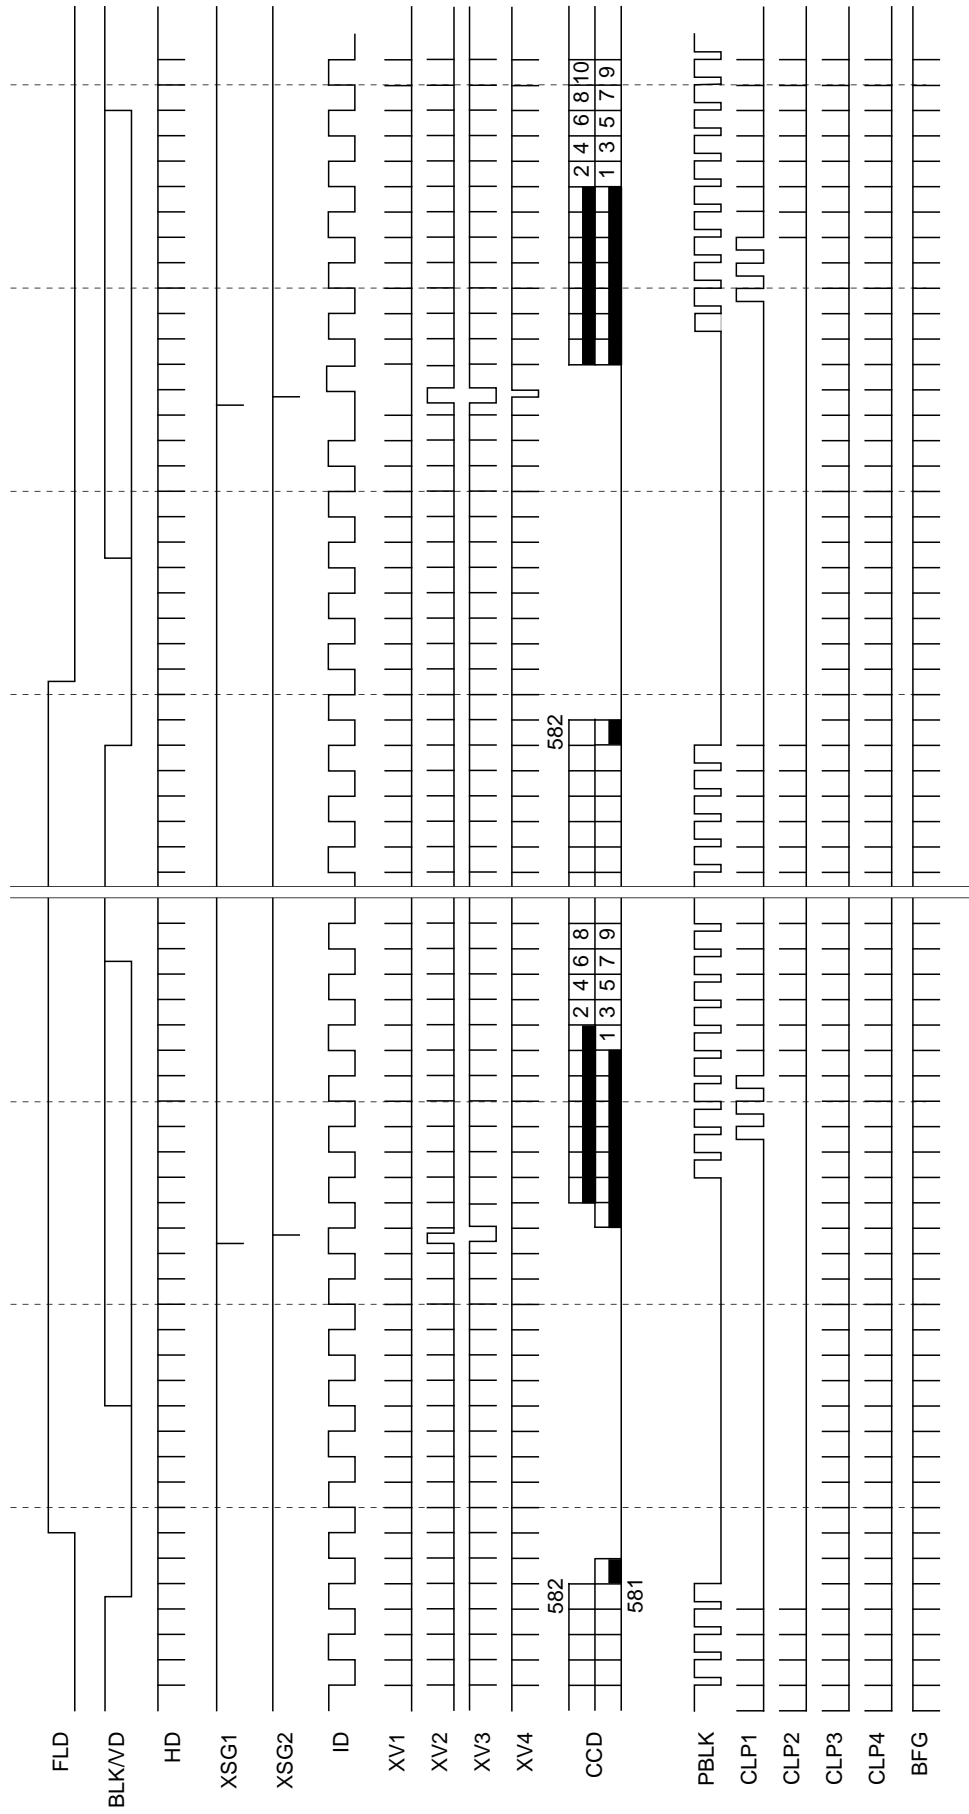 FLD
BLK/VD
HD
XSG1
XSG2
ID
XV1
XV2
XV3
XV4
582 582
2 4 6 8 2 4 6 8 10
CCD
1 3 5 7 9 1 3 5 7 9
581
PBLK
CLP1
CLP2
CLP3
CLP4
BFG